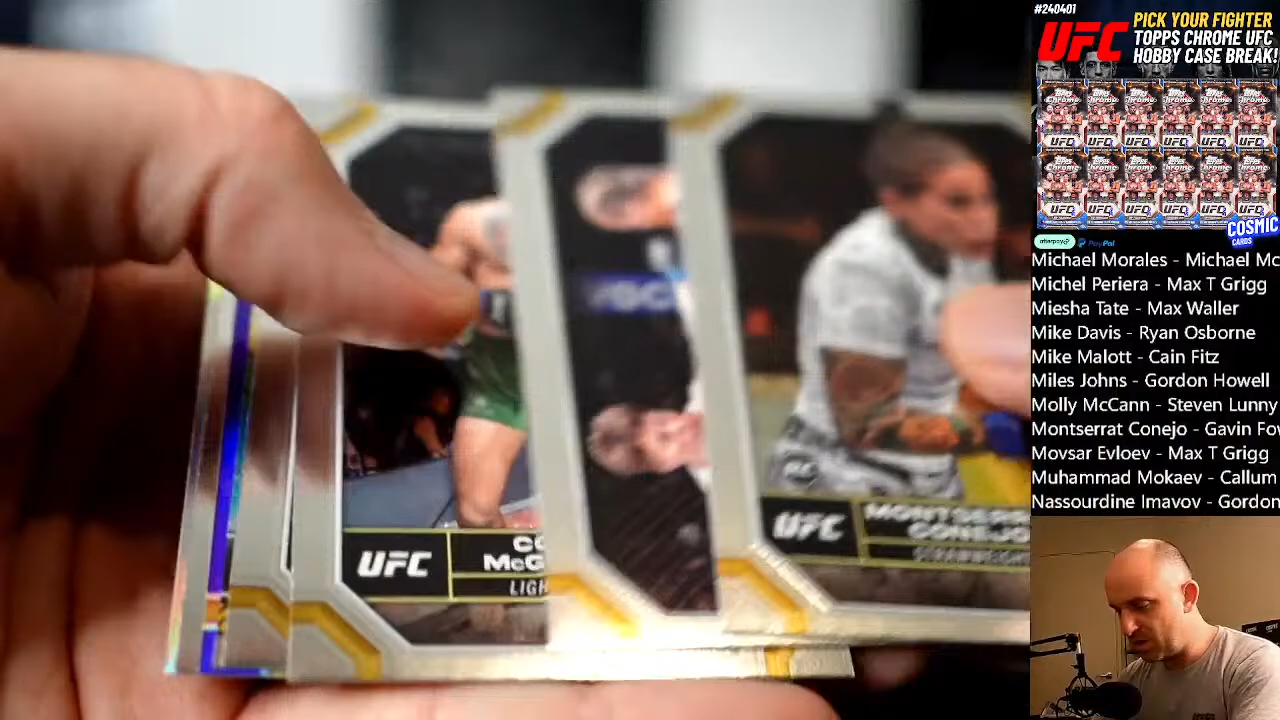 #240401
UFC
PICK YOUR FIGHTER
TOPPS CHROME UFC
HOBBY CASE BREAK!
COSMIC
CARDS
afterpay
PayPal
Michael Morales - Michael Mc
Michel Periera - Max T Grigg
Miesha Tate - Max Waller
Mike Davis - Ryan Osborne
Mike Malott - Cain Fitz
Miles Johns - Gordon Howell
Molly McCann - Steven Lunny
Montserrat Conejo - Gavin Fo
Movsar Evloev - Max T Grigg
Muhammad Mokaev - Callum
Nassourdine Imavov - Gordon
UFC
CO
McG
LIGH
UFC
MONTSERR
CONEJO
STRAWWEIGH